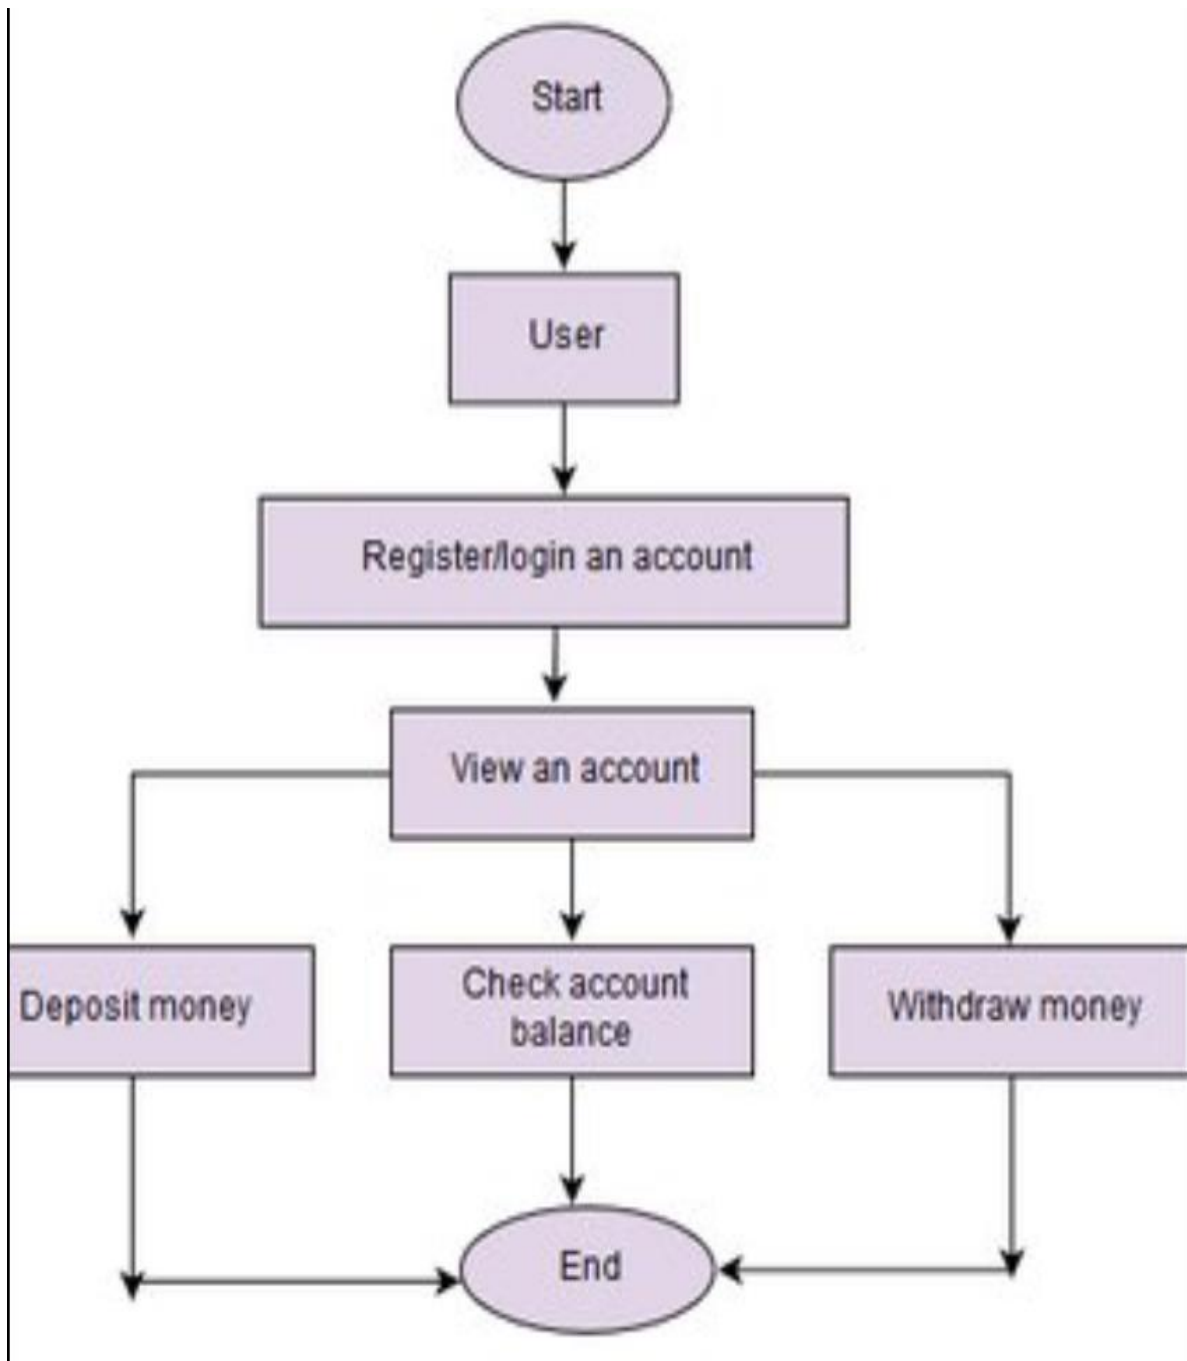 Start
User
Register/login an account
View an account
Deposit money
Check account
balance
Withdraw money
End